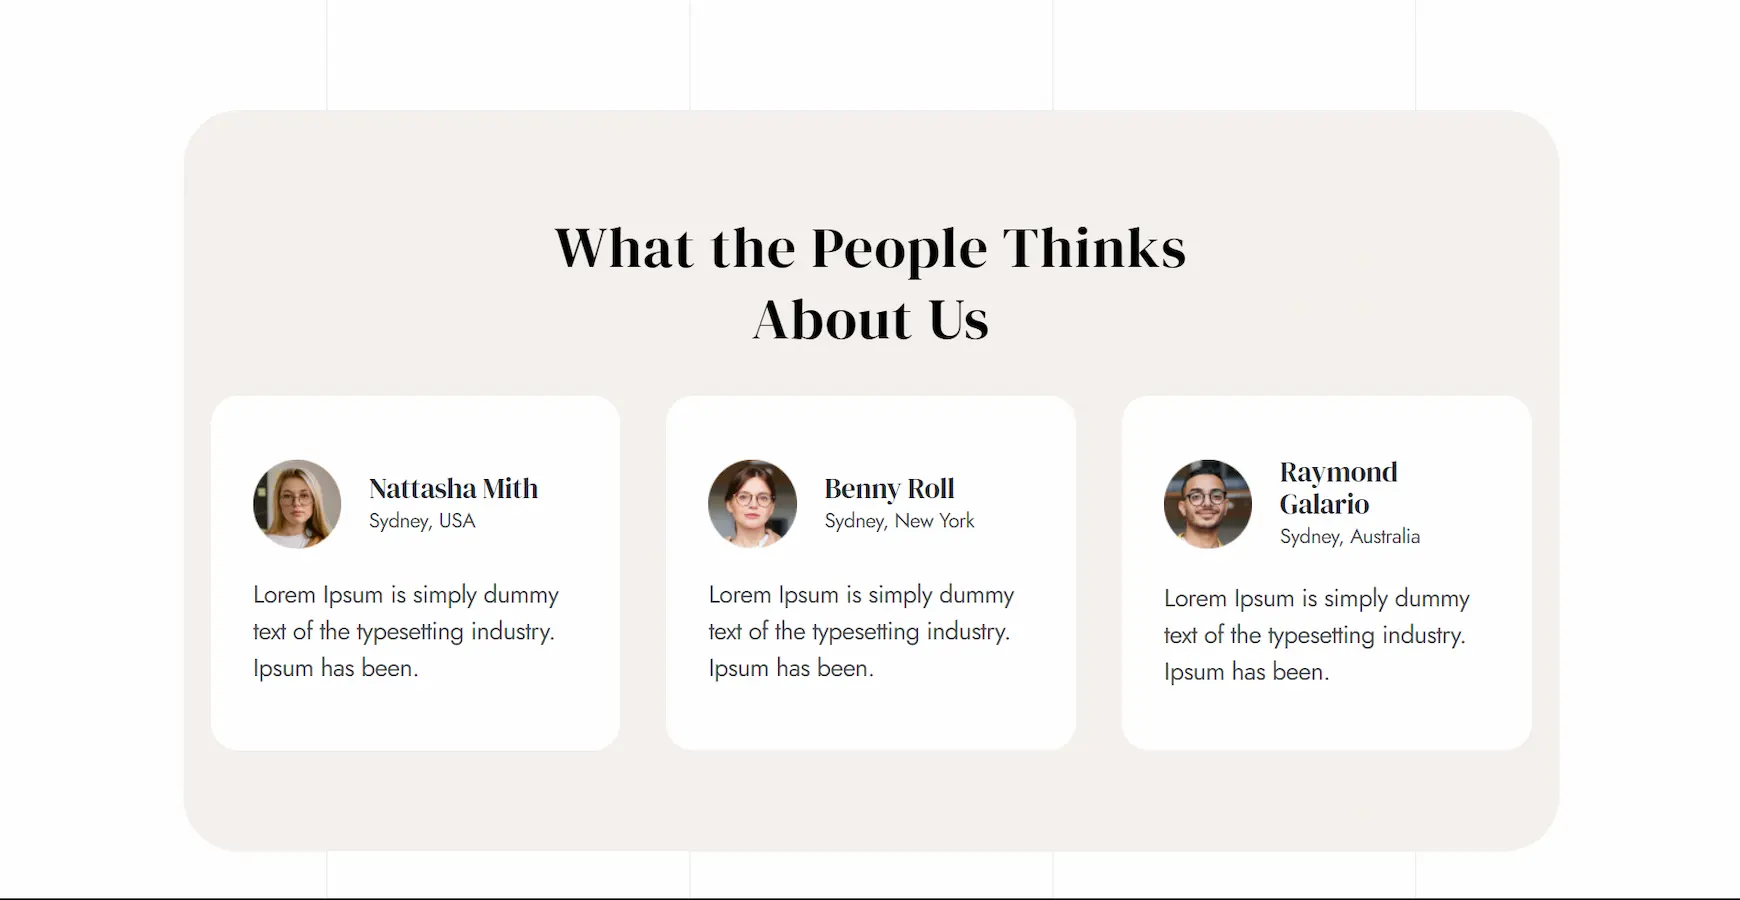 What the People Thinks
About Us
Nattasha Mith
Sydney, USA
Lorem Ipsum is simply dummy
text of the typesetting industry.
Ipsum has been.
Benny Roll
Sydney, New York
Lorem Ipsum is simply dummy
text of the typesetting industry.
Ipsum has been.
Raymond
Galario
Sydney, Australia
Lorem Ipsum is simply dummy
text of the typesetting industry.
Ipsum has been.